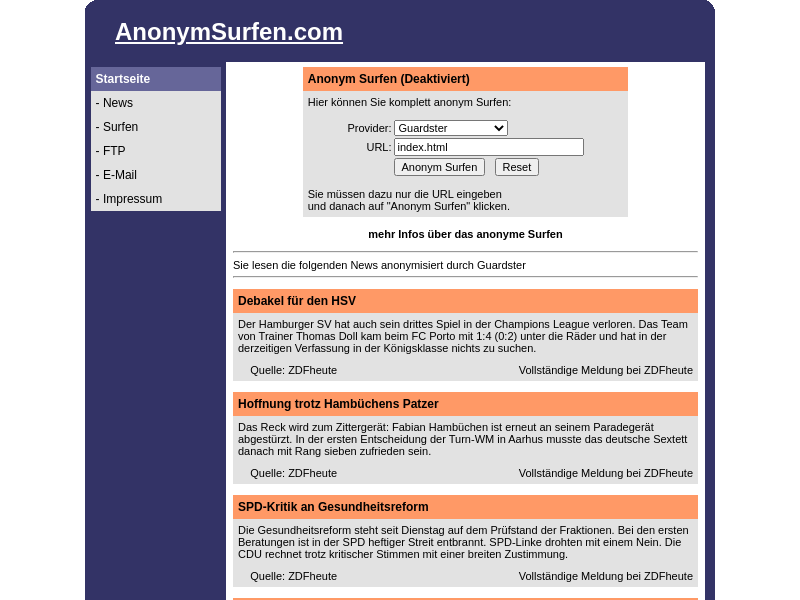 AnonymSurfen.com
Startseite
- News
- Surfen
- FTP
- E-Mail
- Impressum
Anonym Surfen (Deaktiviert)
Hier können Sie komplett anonym Surfen:
Provider: Guardster
URL: index.html
Anonym Surfen Reset
Sie müssen dazu nur die URL eingeben
und danach auf "Anonym Surfen" klicken.
mehr Infos über das anonyme Surfen
Sie lesen die folgenden News anonymisiert durch Guardster
Debakel für den HSV
Der Hamburger SV hat auch sein drittes Spiel in der Champions League verloren. Das Team
von Trainer Thomas Doll kam beim FC Porto mit 1:4 (0:2) unter die Räder und hat in der
derzeitigen Verfassung in der Königsklasse nichts zu suchen.
Quelle: ZDFheute Vollständige Meldung bei ZDFheute
Hoffnung trotz Hambüchens Patzer
Das Reck wird zum Zittergerät: Fabian Hambüchen ist erneut an seinem Paradegerät
abgestürzt. In der ersten Entscheidung der Turn-WM in Aarhus musste das deutsche Sextett
danach mit Rang sieben zufrieden sein.
Quelle: ZDFheute Vollständige Meldung bei ZDFheute
SPD-Kritik an Gesundheitsreform
Die Gesundheitsreform steht seit Dienstag auf dem Prüfstand der Fraktionen. Bei den ersten
Beratungen ist in der SPD heftiger Streit entbrannt. SPD-Linke drohten mit einem Nein. Die
CDU rechnet trotz kritischer Stimmen mit einer breiten Zustimmung.
Quelle: ZDFheute Vollständige Meldung bei ZDFheute